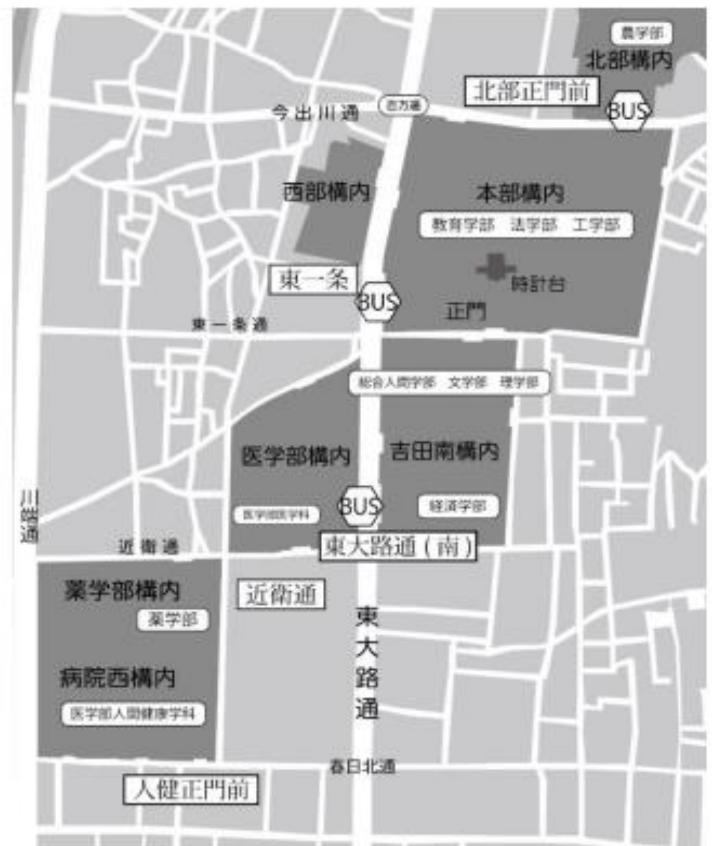 農学部
北部構内
北部正門前
BUS
今出川通
百万遍
西部構内
本部構内
教育学部 法学部 工学部
時計台
東一条
BUS
正門
東一条通
総合人間学部 文学部 理学部
医学部構内
吉田南構内
川端通
医学部医学科
BUS
経済学部
近衛通
東大路通(南)
薬学部構内
近衛通
薬学部
東大路通
病院西構内
医学部人間健康学科
春日北通
人健正門前